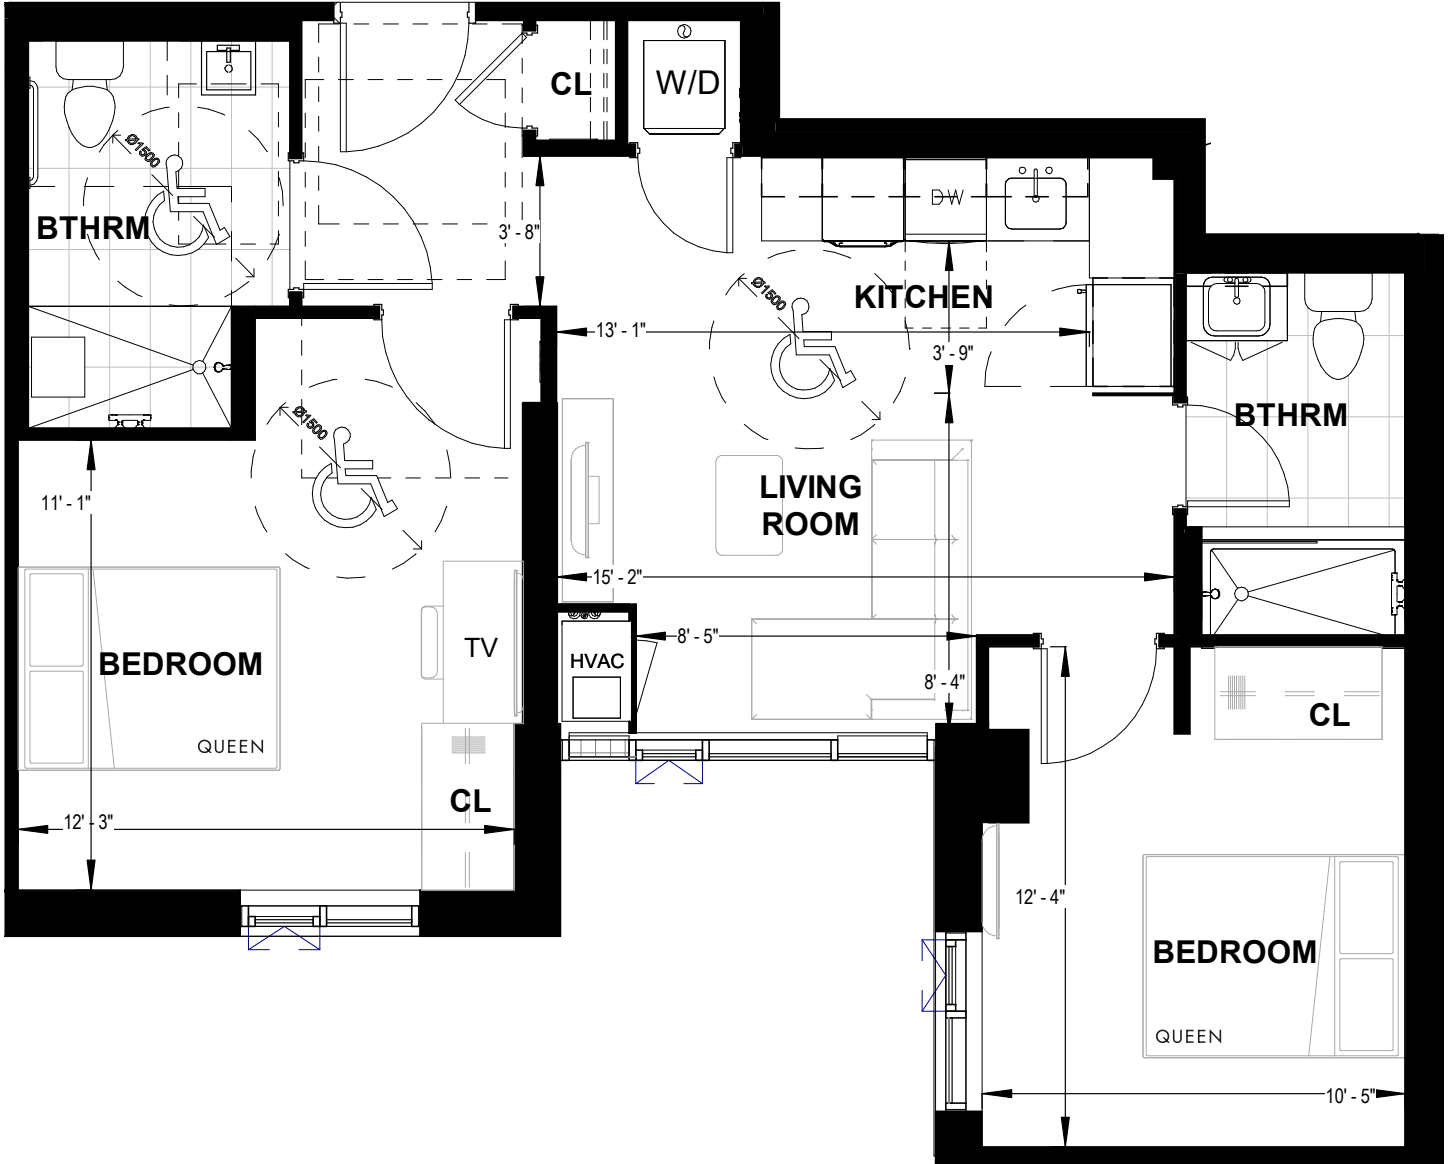 CL
W/D
Ø1500
DW
BTHRM
3' - 8"
Ø1500
KITCHEN
13' - 1"
3' - 9"
BTHRM
Ø1500
11' - 1"
LIVING
ROOM
15' - 2"
8' - 5"
TV
HVAC
BEDROOM
8' - 4"
CL
QUEEN
CL
12' - 3"
12' - 4"
BEDROOM
QUEEN
10' - 5"